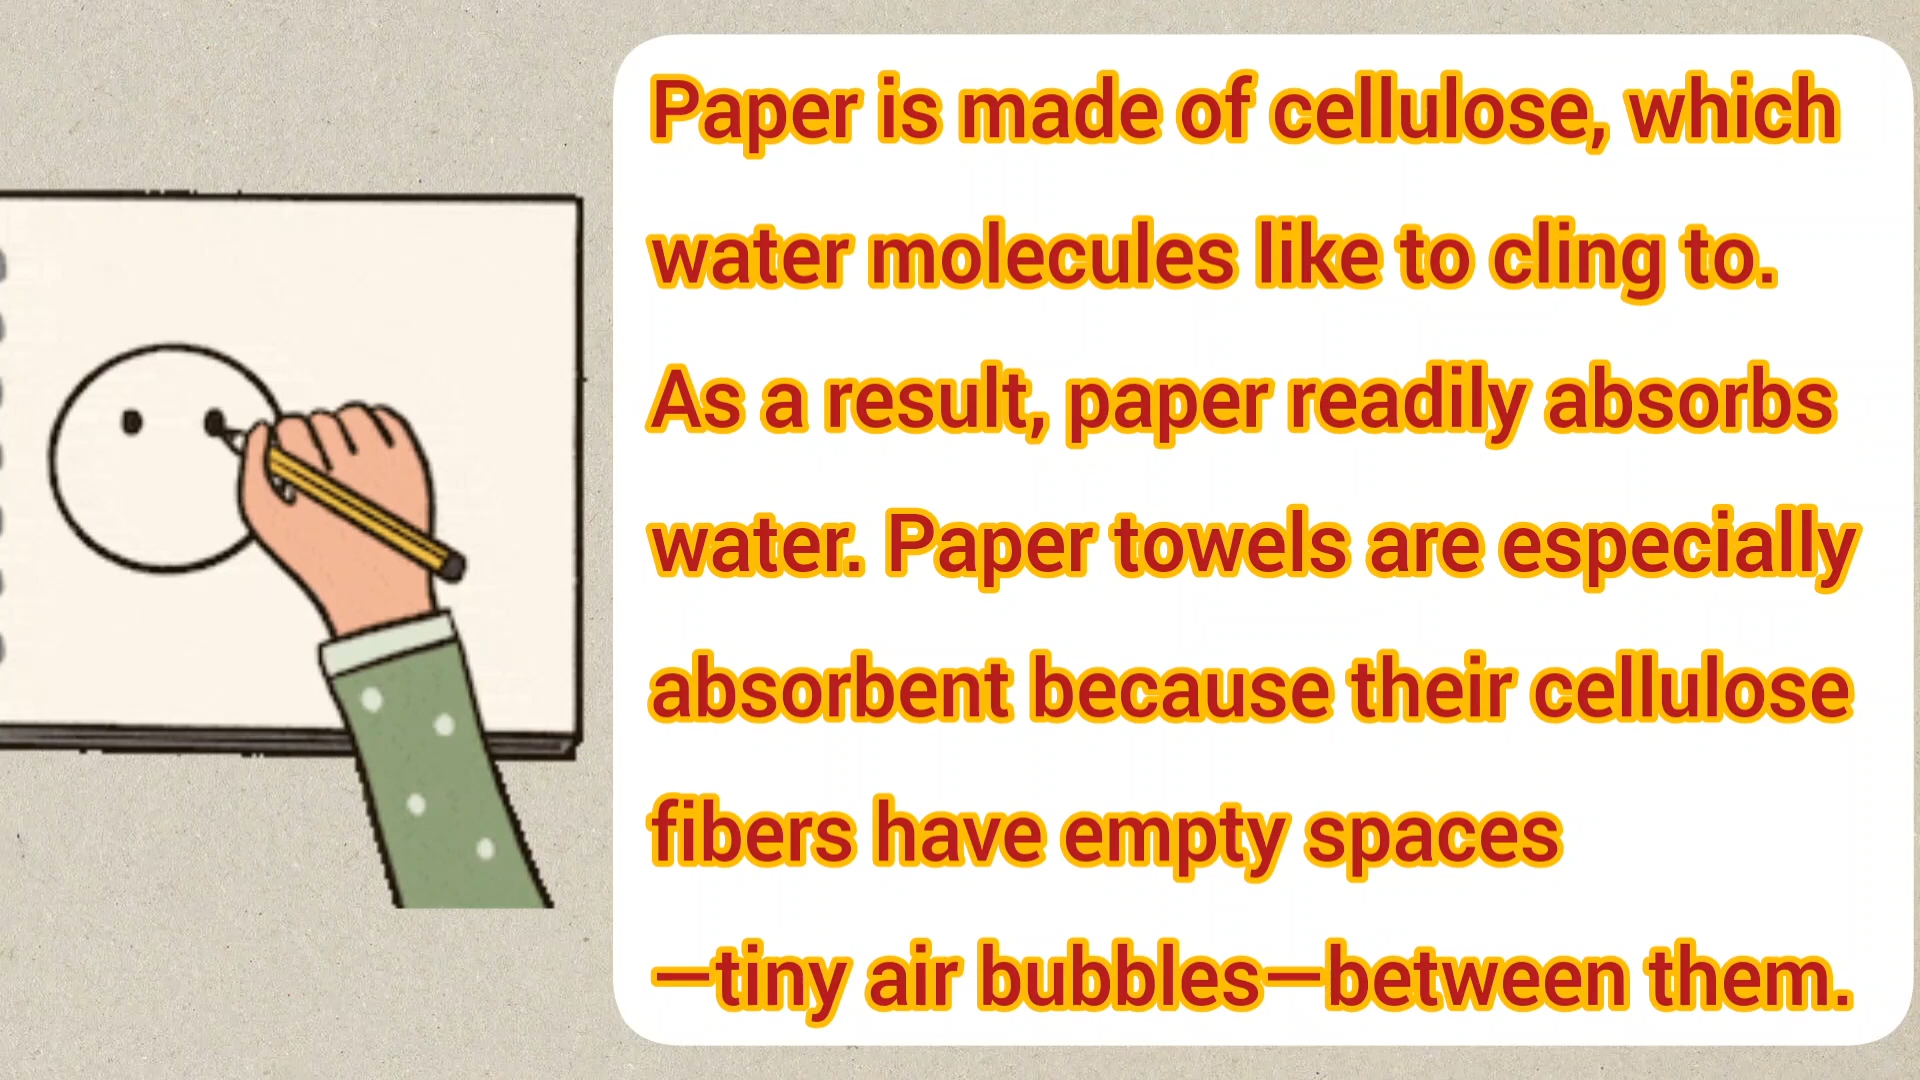 Paper is made of cellulose, which
water molecules like to cling to.
As a result, paper readily absorbs
water. Paper towels are especially
absorbent because their cellulose
fibers have empty spaces
—tiny air bubbles—between them.